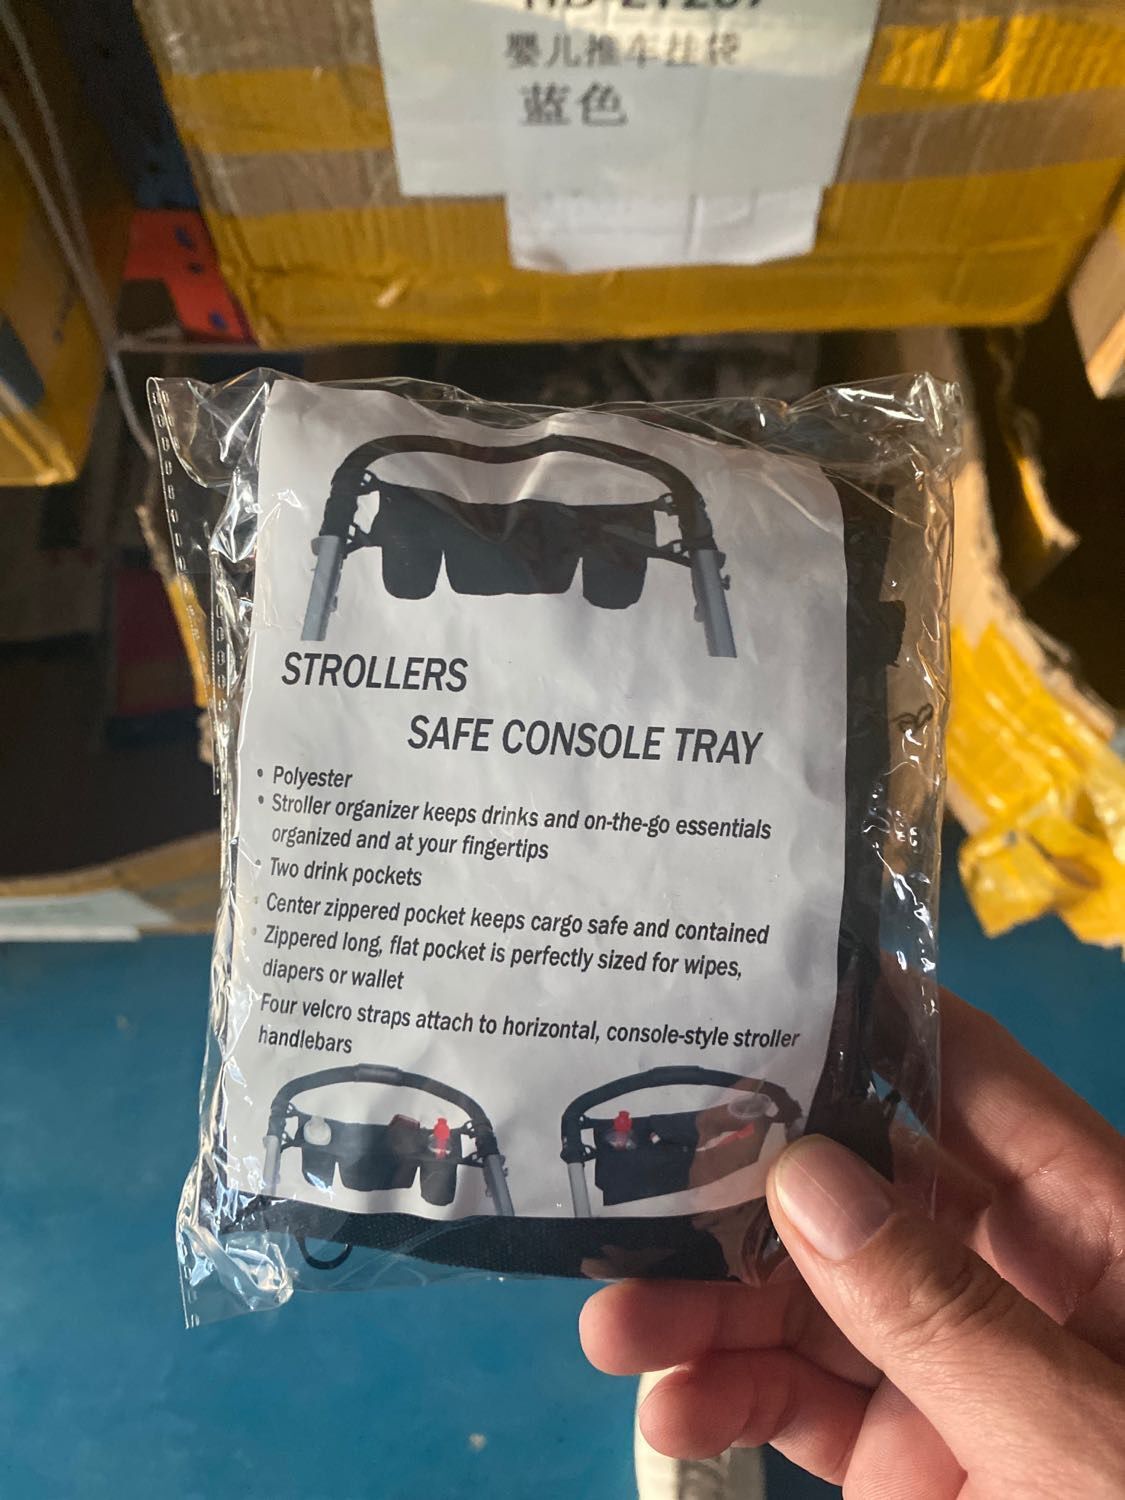 婴儿推车挂袋
蓝色
STROLLERS
SAFE CONSOLE TRAY
• Polyester
• Stroller organizer keeps drinks and on-the-go essentials
organized and at your fingertips
• Two drink pockets
• Center zippered pocket keeps cargo safe and contained
• Zippered long, flat pocket is perfectly sized for wipes,
diapers or wallet
Four velcro straps attach to horizontal, console-style stroller
handlebars